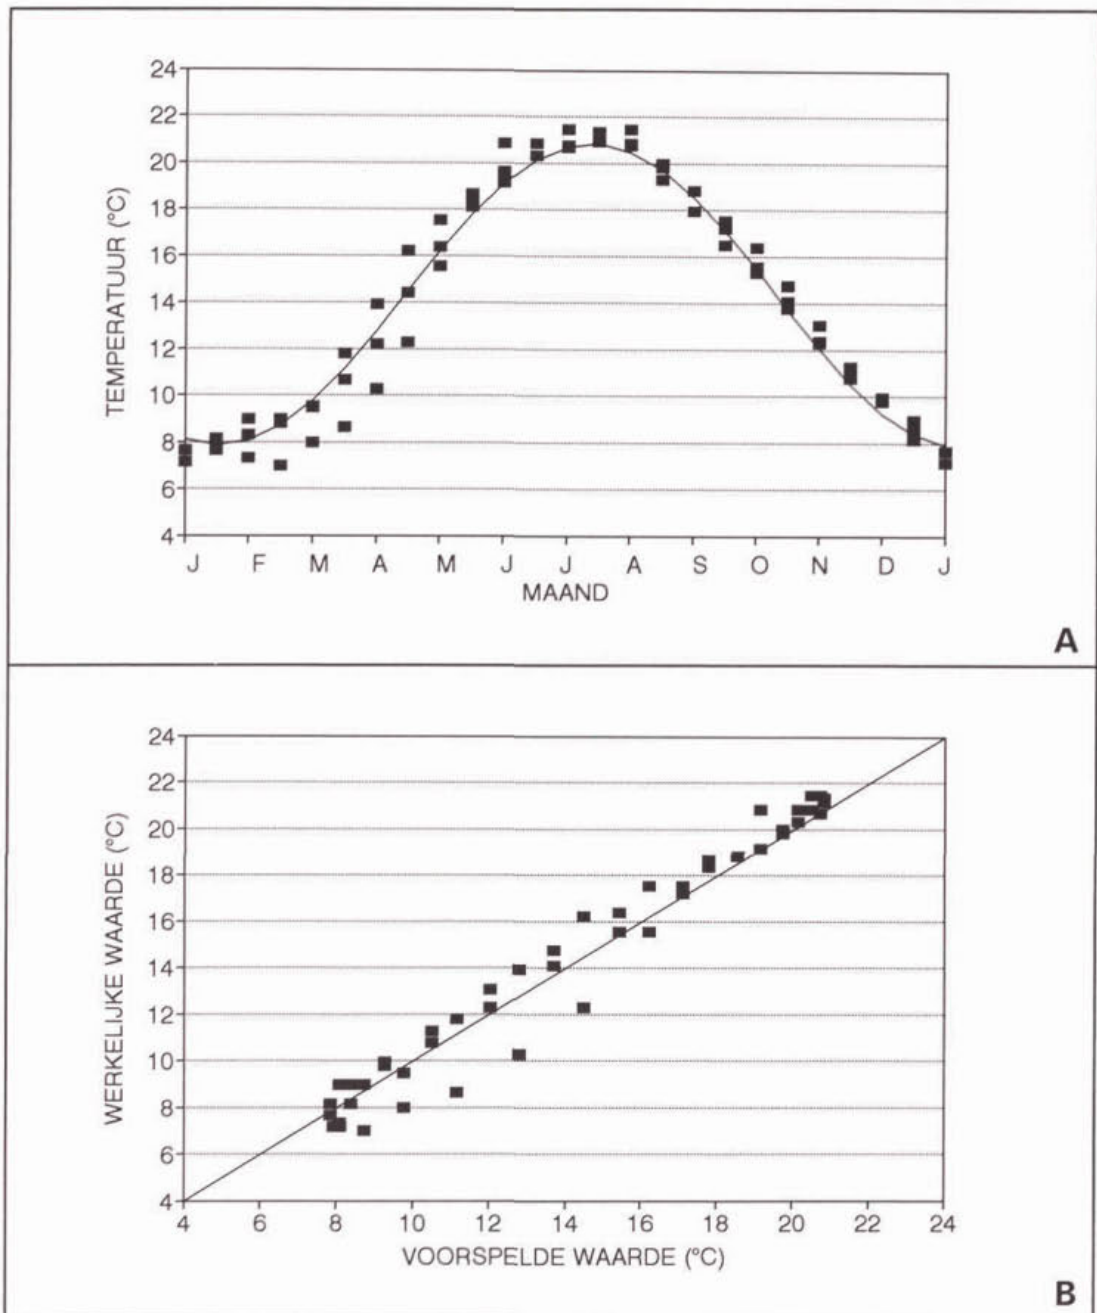 24
22
20
18
16
14
12
10
8
6
4
TEMPERATUUR (°C)
J F M A M J J A S O N D J
MAAND
A
24
22
20
18
16
14
12
10
8
6
4
WERKELIJKE WAARDE (°C)
4 6 8 10 12 14 16 18 20 22 24
VOORSPELDE WAARDE (°C)
B